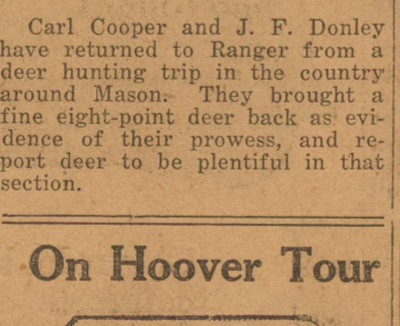 Carl Cooper and J. F. Donley
have returned to Ranger from a
deer hunting trip in the country
around Mason. They brought a
fine eight-point deer back as evi-
dence of their prowess, and re-
port deer to be plentiful in that
section.
On Hoover Tour